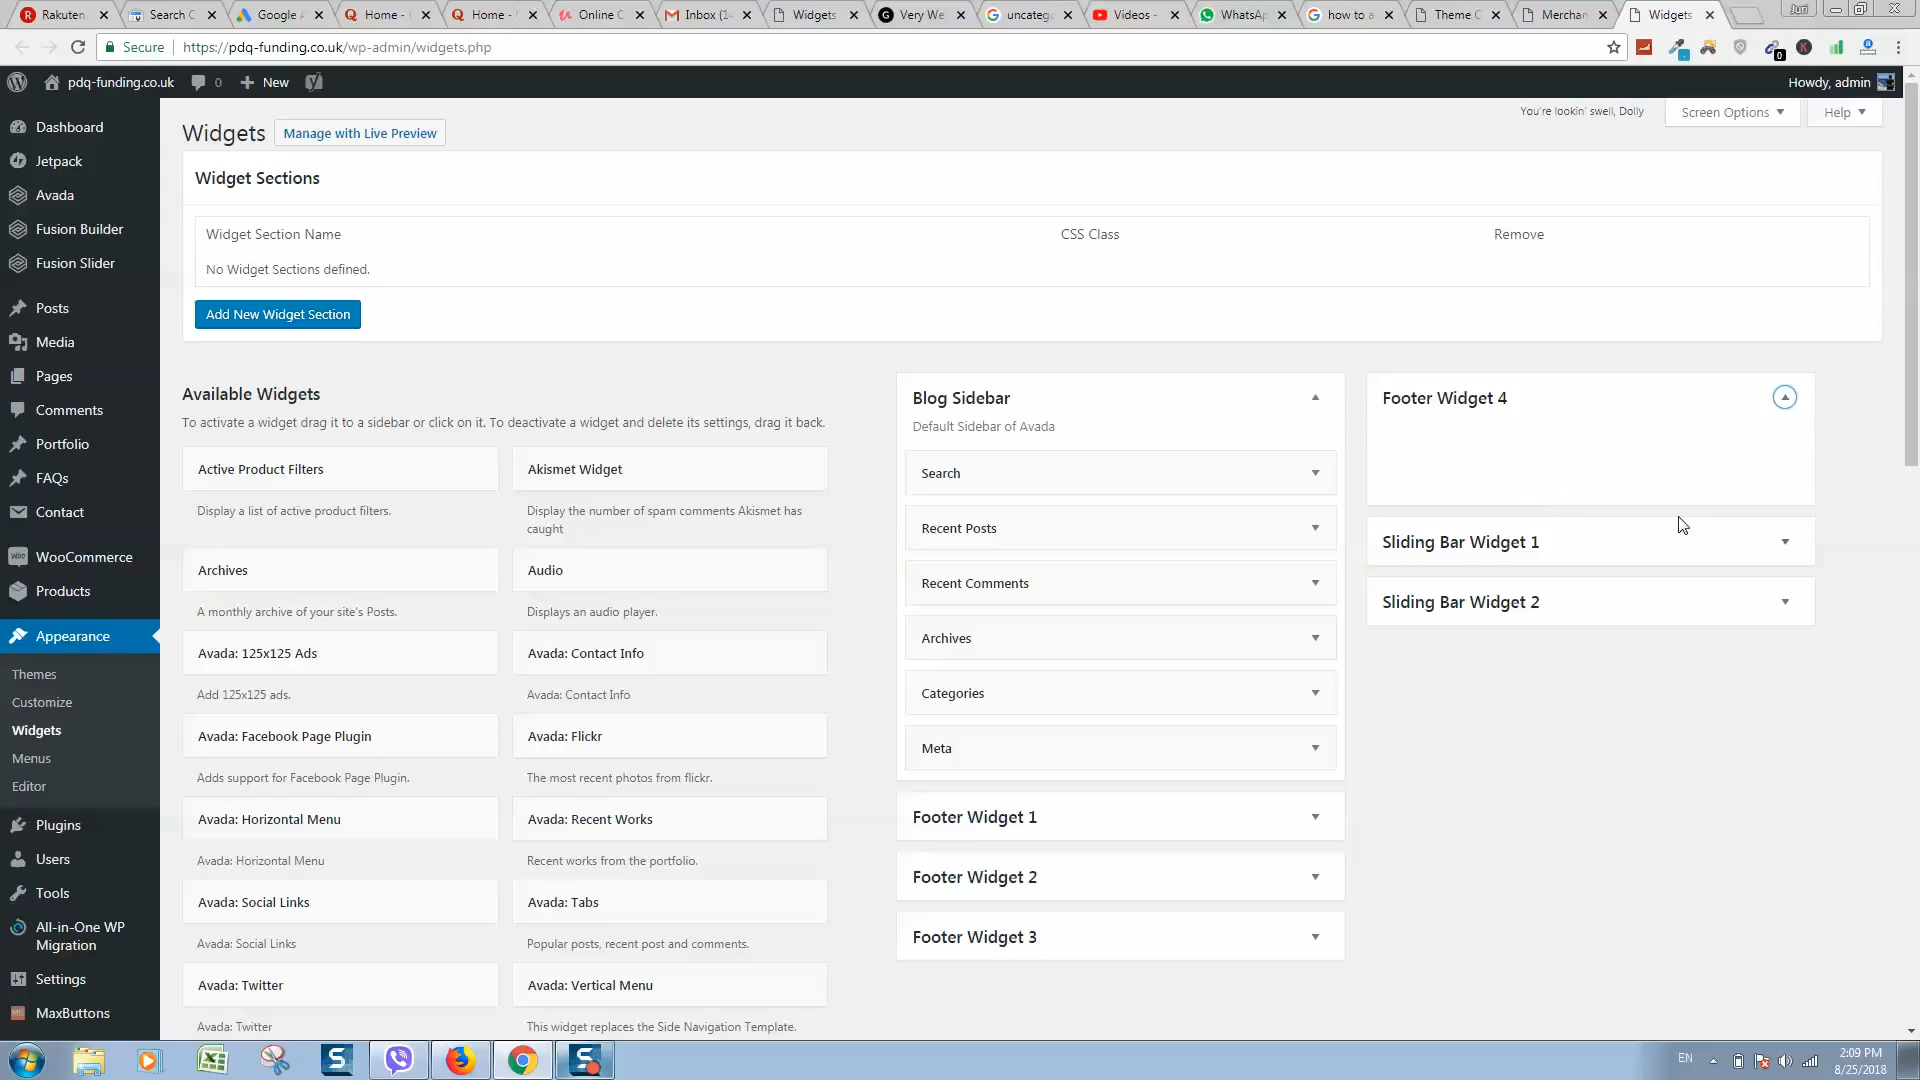 Rakuten
Search C
Google A
Home -
Home -
Online C
Inbox (1
Widgets
Very We
uncateg
Videos -
WhatsAp
how to a
Theme C
Merchan
Widgets
Juri
Secure
https://pdq-funding.co.uk/wp-admin/widgets.php
pdq-funding.co.uk
0
New
Howdy, admin
Dashboard
Jetpack
Avada
Fusion Builder
Fusion Slider
Posts
Media
Pages
Comments
Portfolio
FAQs
Contact
WooCommerce
Products
Appearance
Themes
Customize
Widgets
Menus
Editor
Plugins
Users
Tools
All-in-One WP
Migration
Settings
MaxButtons
You're lookin' swell, Dolly
Screen Options
Help
Widgets
Manage with Live Preview
Widget Sections
Widget Section Name CSS Class Remove
No Widget Sections defined.
Add New Widget Section
Available Widgets
To activate a widget drag it to a sidebar or click on it. To deactivate a widget and delete its settings, drag it back.
Active Product Filters
Display a list of active product filters.
Akismet Widget
Display the number of spam comments Akismet has
caught
Archives
A monthly archive of your site's Posts.
Audio
Displays an audio player.
Avada: 125x125 Ads
Add 125x125 ads.
Avada: Contact Info
Avada: Contact Info
Avada: Facebook Page Plugin
Adds support for Facebook Page Plugin.
Avada: Flickr
The most recent photos from flickr.
Avada: Horizontal Menu
Avada: Horizontal Menu
Avada: Recent Works
Recent works from the portfolio.
Avada: Social Links
Avada: Social Links
Avada: Tabs
Popular posts, recent post and comments.
Avada: Twitter
Avada: Twitter
Avada: Vertical Menu
This widget replaces the Side Navigation Template.
Blog Sidebar
Default Sidebar of Avada
Search
Recent Posts
Recent Comments
Archives
Categories
Meta
Footer Widget 1
Footer Widget 2
Footer Widget 3
Footer Widget 4
Sliding Bar Widget 1
Sliding Bar Widget 2
EN
2:09 PM
8/25/2018